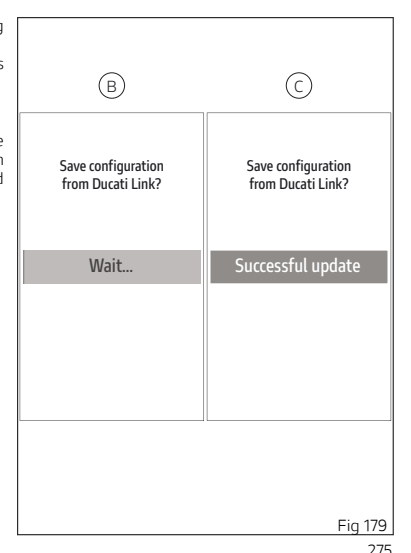 B
C
Save configuration
from Ducati Link?
Wait...
Save configuration
from Ducati Link?
Successful update
Fig 179
275